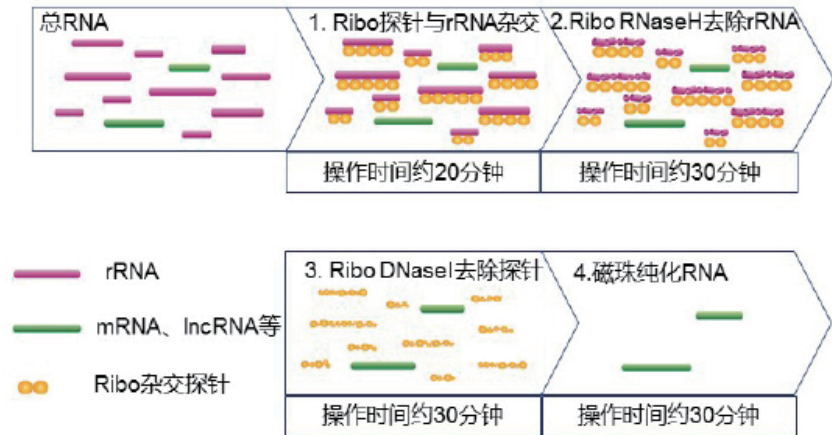 总RNA
1. Ribo探针与rRNA杂交
2.Ribo RNaseH去除rRNA
操作时间约20分钟
操作时间约30分钟
rRNA
mRNA、lncRNA等
Ribo杂交探针
3. Ribo DNaseI去除探针
4.磁珠纯化RNA
操作时间约30分钟
操作时间约30分钟